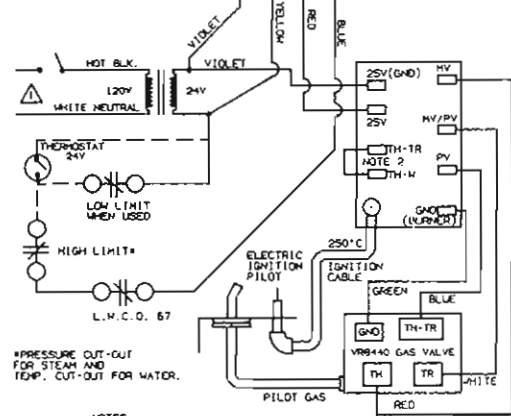 VIOLET
YELLOW
RED
BLUE
HOT BLK.
VIOLET
120V
24V
WHITE NEUTRAL
25V(GND)
MV
25V
MV/PV
THERMOSTAT
24V
TH-TR
NOTE 2
PV
TH-W
LOW LIMIT
WHEN USED
GND
(BURNER)
HIGH LIMIT*
250°C
ELECTRIC
IGNITION
PILOT
IGNITION
CABLE
GREEN
BLUE
L.W.C.O. 67
GND
TH-TR
*PRESSURE CUT-OUT
FOR STEAM AND
TEMP. CUT-OUT FOR WATER.
VR8440 GAS VALVE
TH
TR
WHITE
PILOT GAS
RED